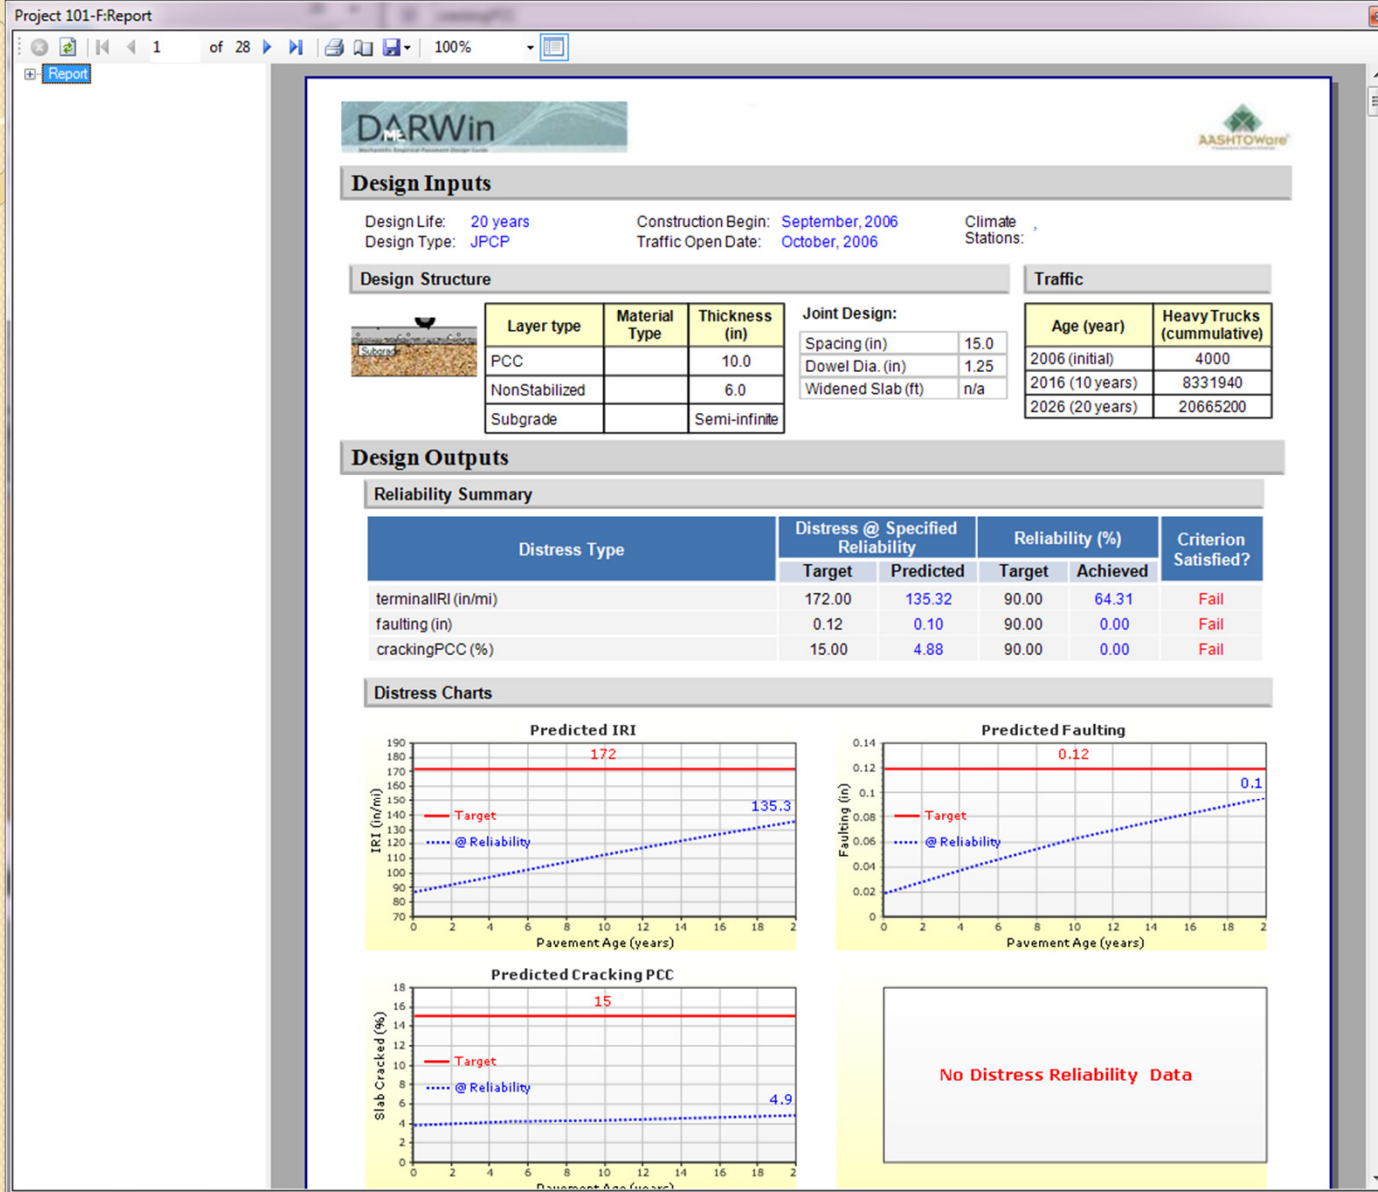 Project 101-F:Report
1 of 28 100%
Report
DARWin
ME
Mechanistic Empirical Pavement Design Guide
AASHTOWare
Design Inputs
Design Life: 20 years Construction Begin: September, 2006 Climate ,
Design Type: JPCP Traffic Open Date: October, 2006 Stations:
Design Structure
Traffic
Subgrade
Layer type Material Type Thickness (in)
PCC 10.0
NonStabilized 6.0
Subgrade Semi-infinite
Joint Design:
Spacing (in) 15.0
Dowel Dia. (in) 1.25
Widened Slab (ft) n/a
Age (year) Heavy Trucks (cummulative)
2006 (initial) 4000
2016 (10 years) 8331940
2026 (20 years) 20665200
Design Outputs
Reliability Summary
Distress Type Distress @ Specified Reliability Reliability (%) Criterion Satisfied?
Target Predicted Target Achieved
terminalIRI (in/mi) 172.00 135.32 90.00 64.31 Fail
faulting (in) 0.12 0.10 90.00 0.00 Fail
crackingPCC (%) 15.00 4.88 90.00 0.00 Fail
Distress Charts
Predicted IRI
190
180
170
160
150
140
130
120
110
100
90
80
70
IRI (in/mi)
172
135.3
Target
@ Reliability
0 2 4 6 8 10 12 14 16 18 2
Pavement Age (years)
Predicted Faulting
0.14
0.12
0.1
0.08
0.06
0.04
0.02
0
Faulting (in)
0.12
0.1
Target
@ Reliability
0 2 4 6 8 10 12 14 16 18 2
Pavement Age (years)
Predicted Cracking PCC
18
16
14
12
10
8
6
4
2
0
Slab Cracked (%)
15
4.9
Target
@ Reliability
0 2 4 6 8 10 12 14 16 18 2
Pavement Age (years)
No Distress Reliability Data